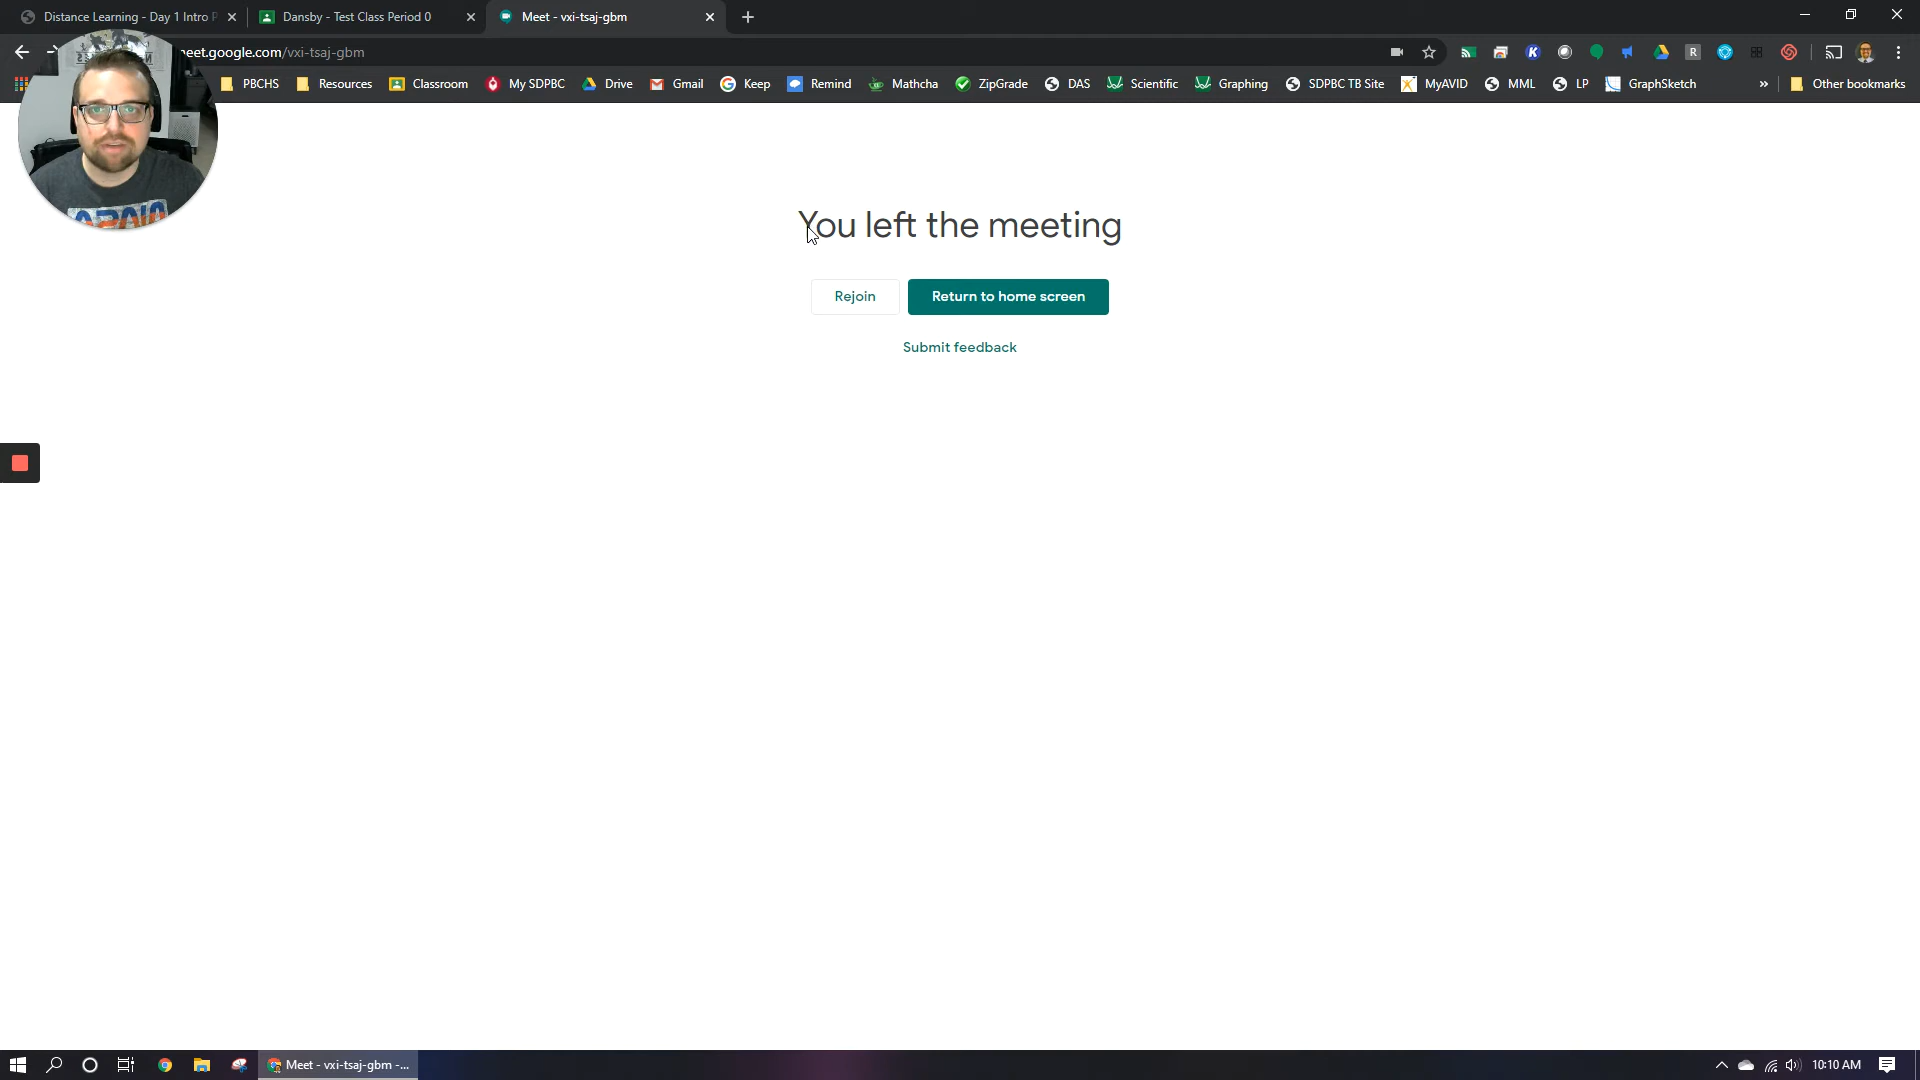 Distance Learning - Day 1 Intro P
Dansby - Test Class Period 0
Meet - vxi-tsaj-gbm
eet.google.com/vxi-tsaj-gbm
PBCHS
Resources
Classroom
My SDPBC
Drive
Gmail
Keep
Remind
Mathcha
ZipGrade
DAS
Scientific
Graphing
SDPBC TB Site
MyAVID
MML
LP
GraphSketch
»
Other bookmarks
You left the meeting
Rejoin
Return to home screen
Submit feedback
Meet - vxi-tsaj-gbm -...
10:10 AM